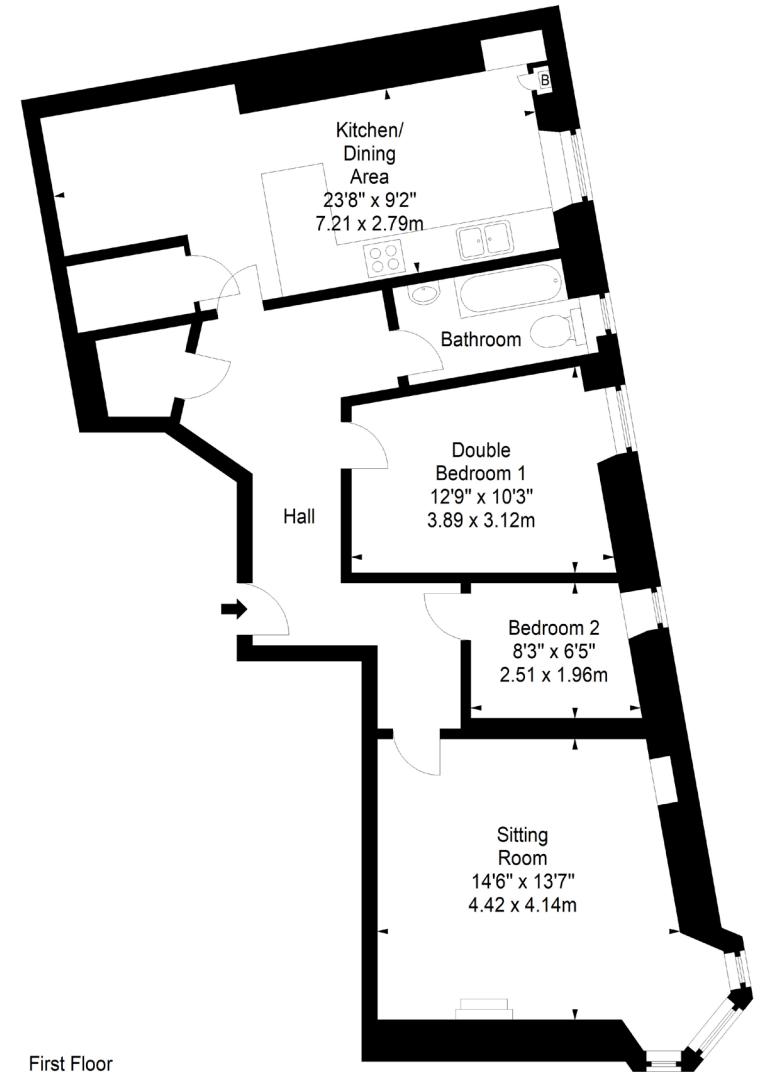 B
Kitchen/
Dining
Area
23'8" x 9'2"
7.21 x 2.79m
Bathroom
Double
Bedroom 1
12'9" x 10'3"
3.89 x 3.12m
Hall
Bedroom 2
8'3" x 6'5"
2.51 x 1.96m
Sitting
Room
14'6" x 13'7"
4.42 x 4.14m
First Floor